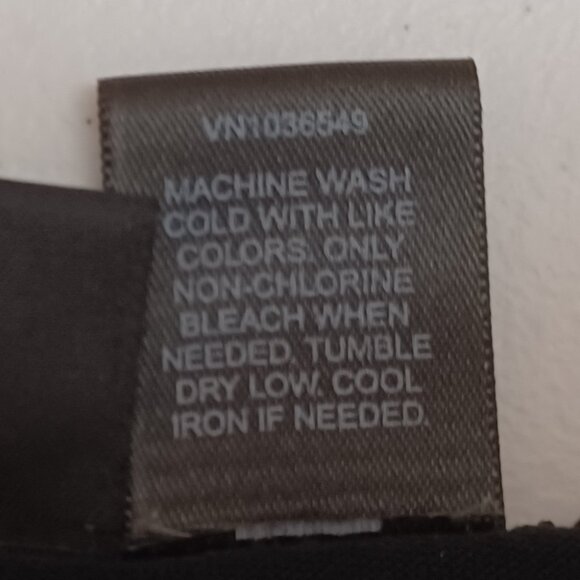 VN1036549
MACHINE WASH
COLD WITH LIKE
COLORS. ONLY
NON-CHLORINE
BLEACH WHEN
NEEDED. TUMBLE
DRY LOW. COOL
IRON IF NEEDED.